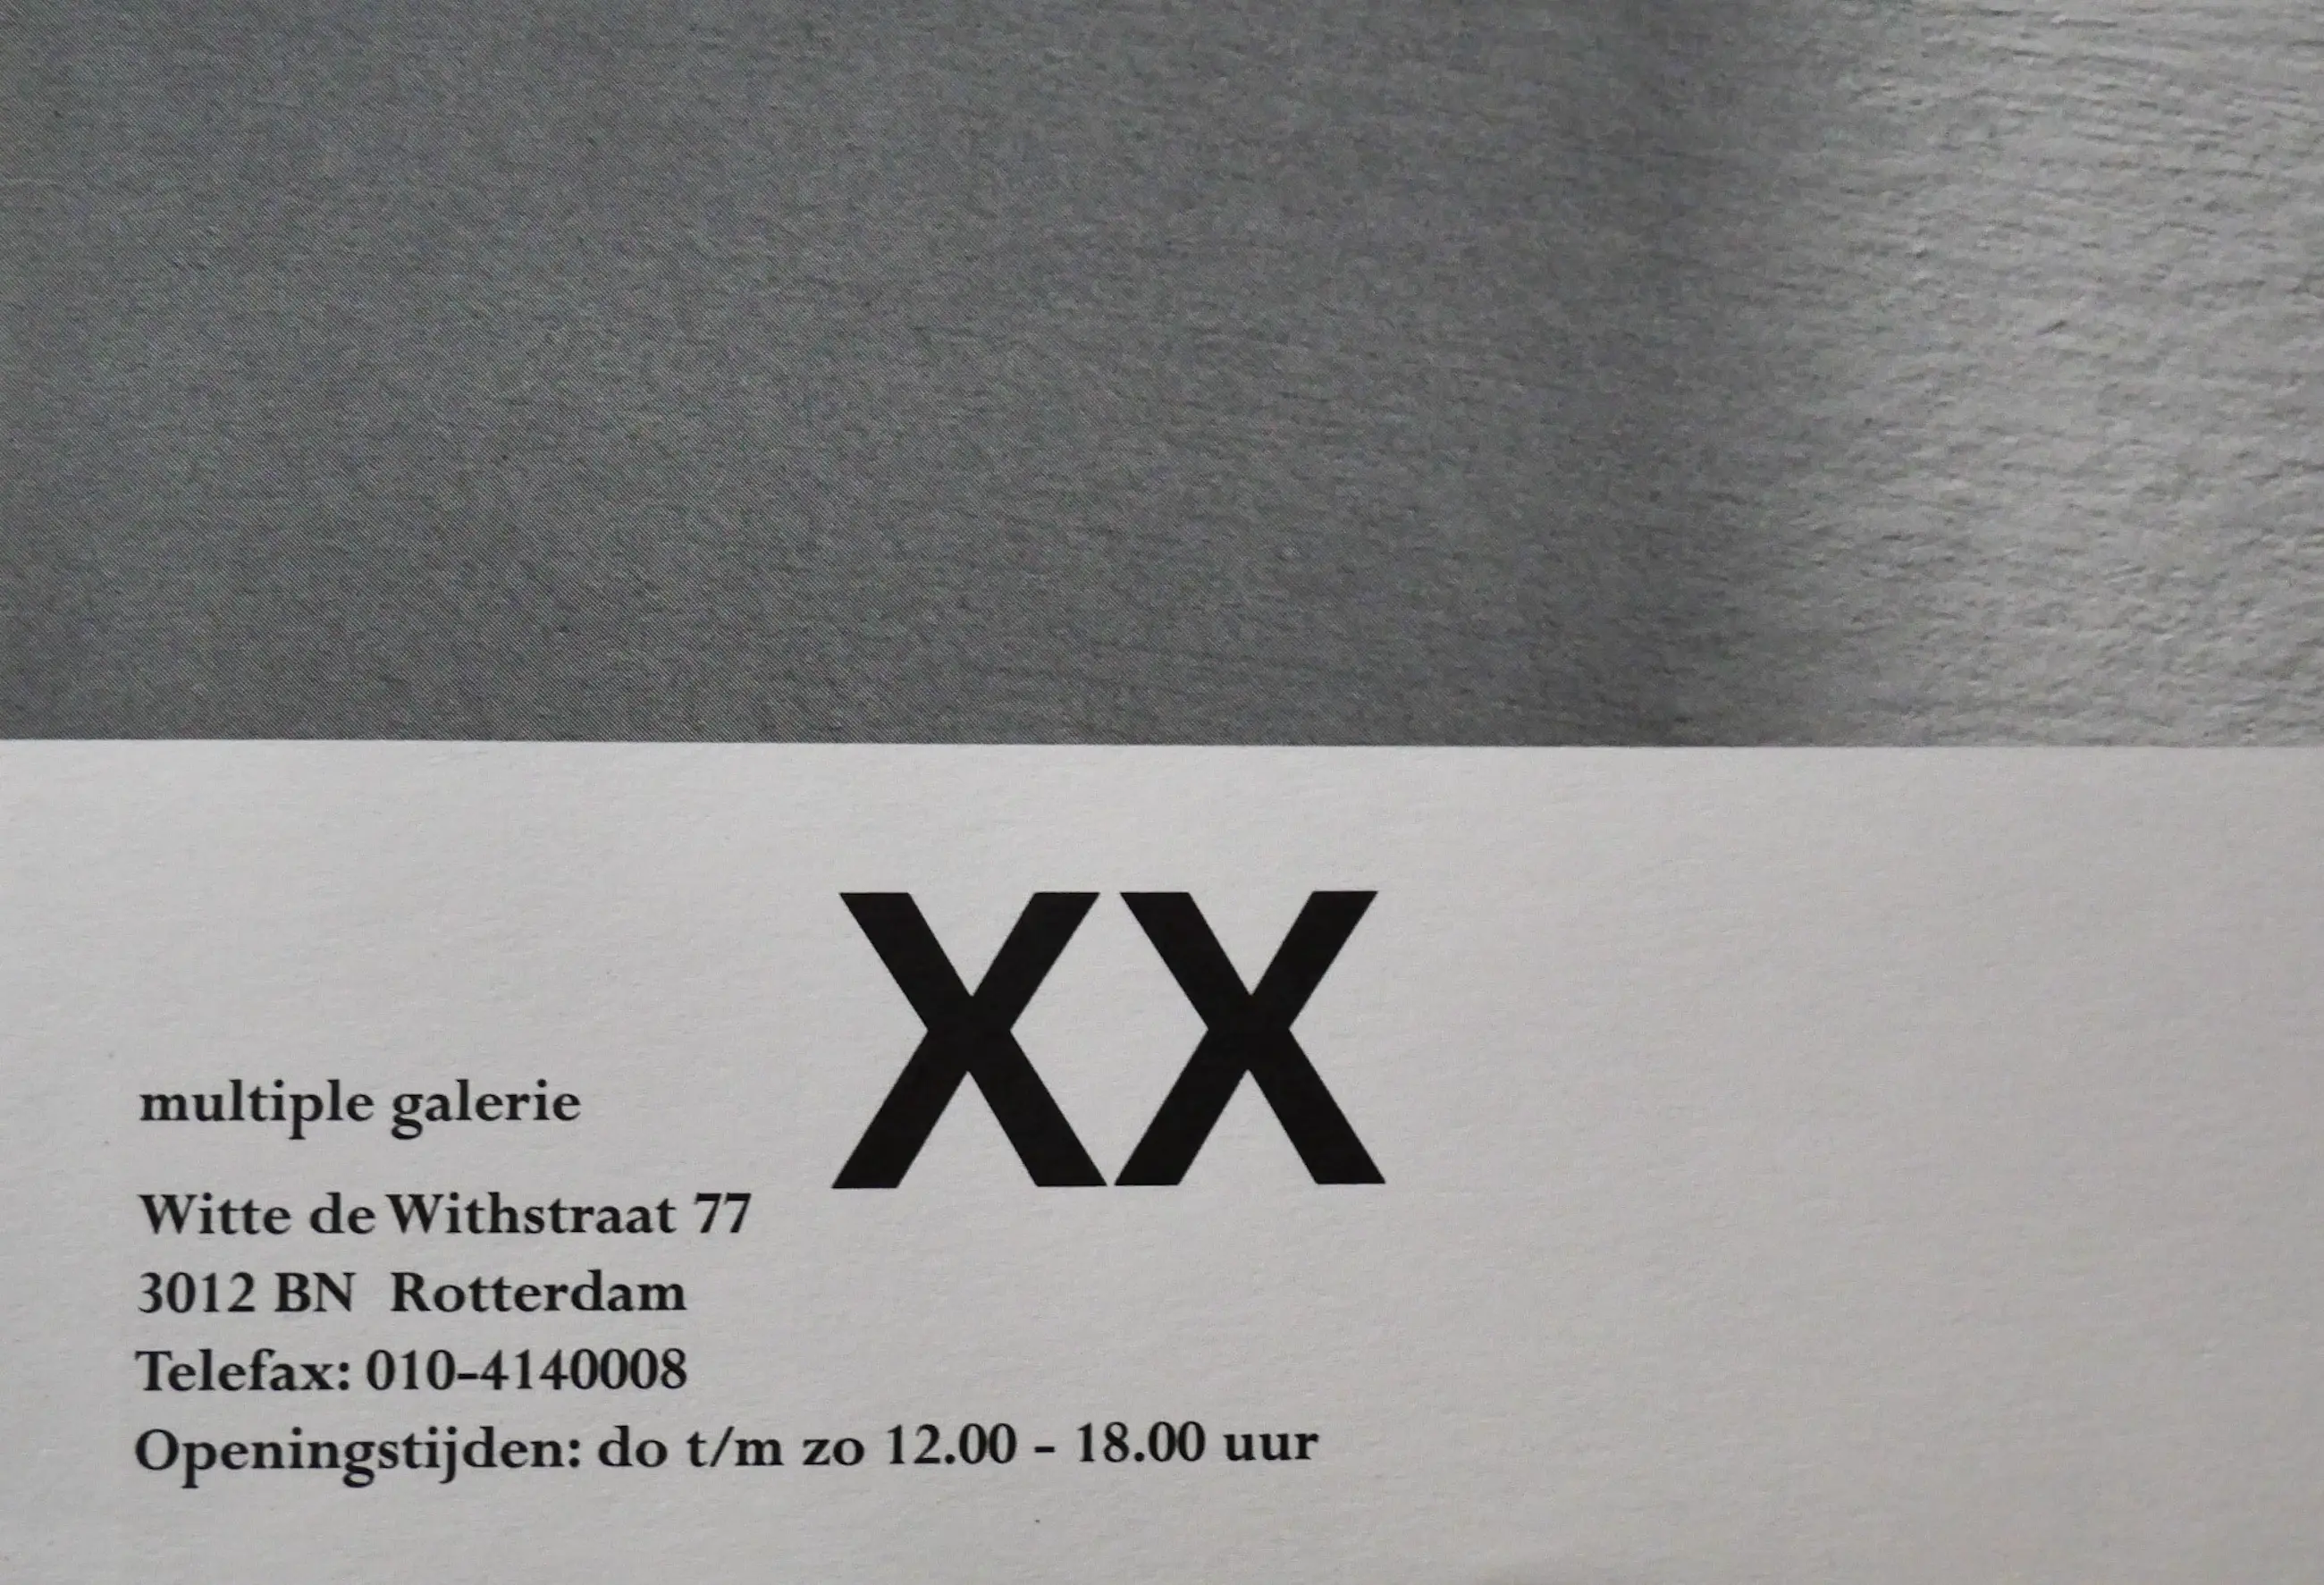 XX
multiple galerie
Witte de Withstraat 77
3012 BN Rotterdam
Telefax: 010-4140008
Openingstijden: do t/m zo 12.00 - 18.00 uur